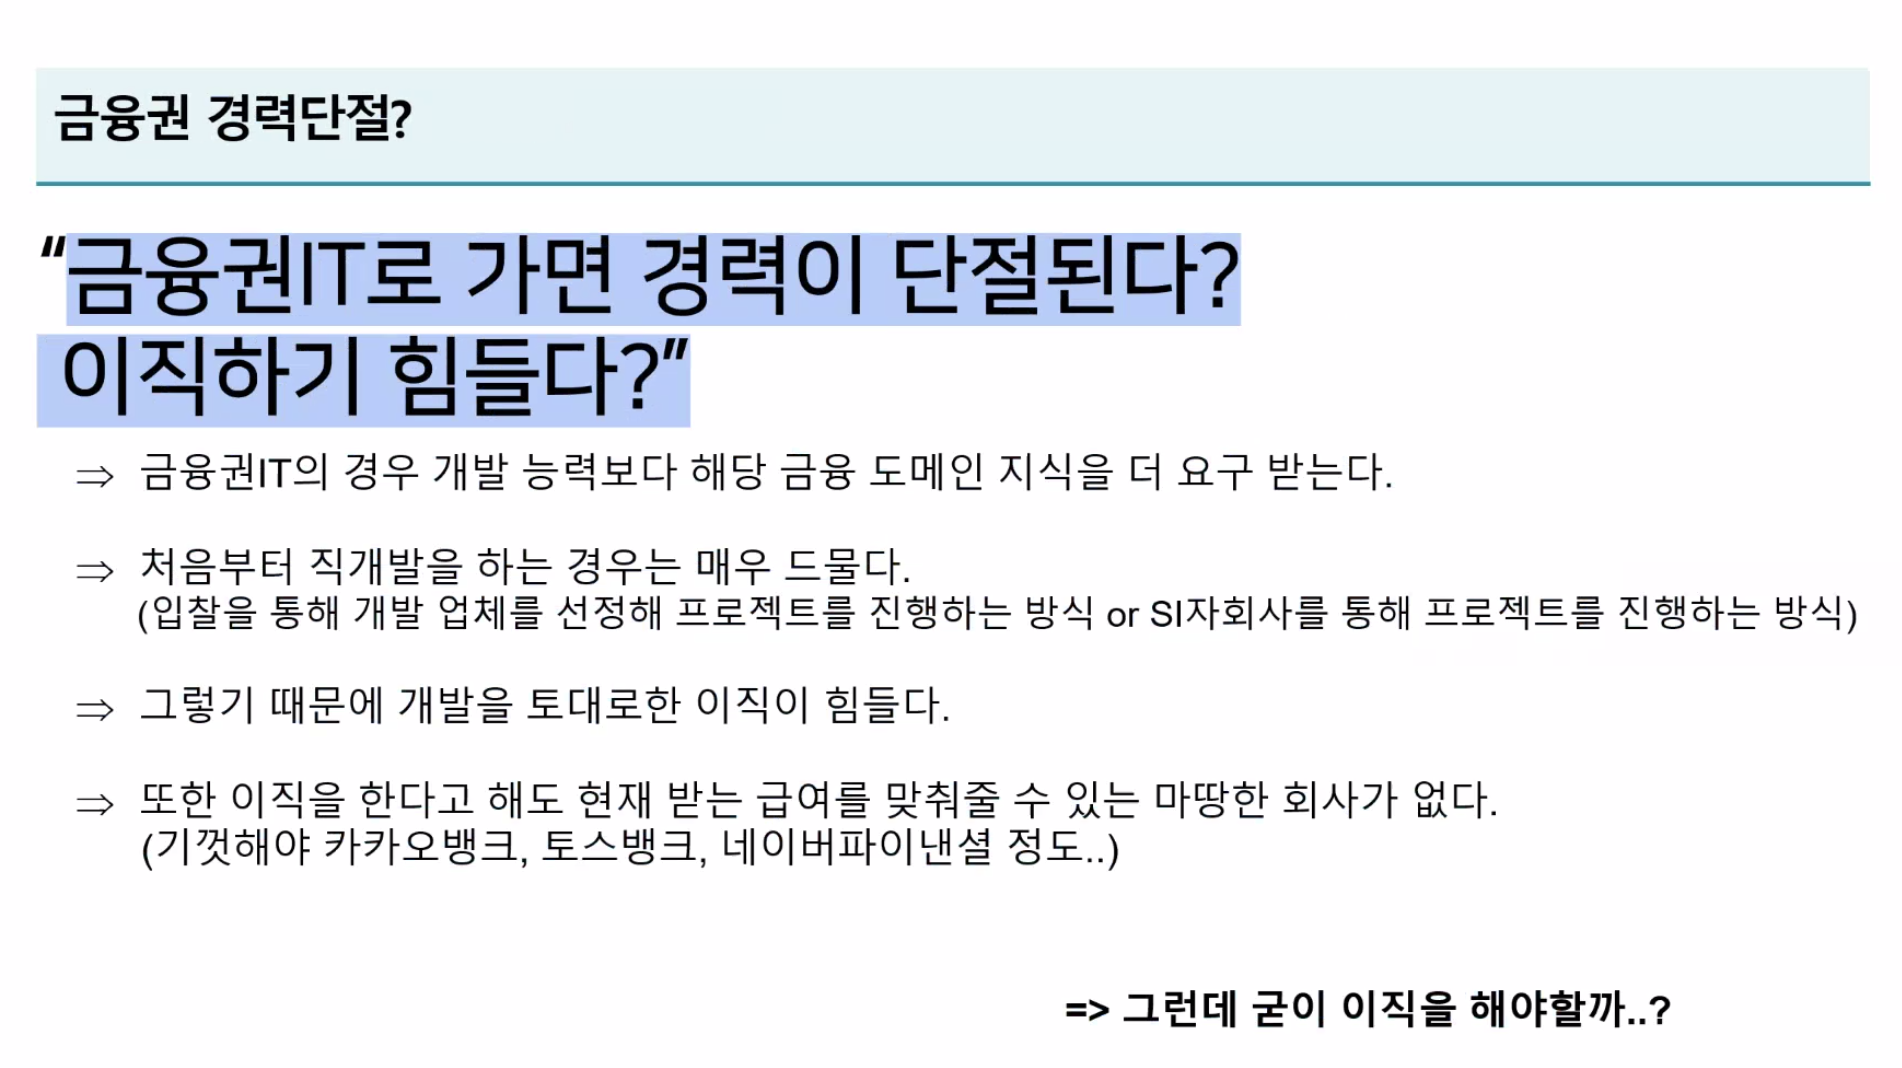 금융권 경력단절?
“금융권IT로 가면 경력이 단절된다?
이직하기 힘들다?”
⇒ 금융권IT의 경우 개발 능력보다 해당 금융 도메인 지식을 더 요구 받는다.
⇒ 처음부터 직개발을 하는 경우는 매우 드물다.
(입찰을 통해 개발 업체를 선정해 프로젝트를 진행하는 방식 or SI자회사를 통해 프로젝트를 진행하는 방식)
⇒ 그렇기 때문에 개발을 토대로한 이직이 힘들다.
⇒ 또한 이직을 한다고 해도 현재 받는 급여를 맞춰줄 수 있는 마땅한 회사가 없다.
(기껏해야 카카오뱅크, 토스뱅크, 네이버파이낸셜 정도..)
=> 그런데 굳이 이직을 해야할까..?